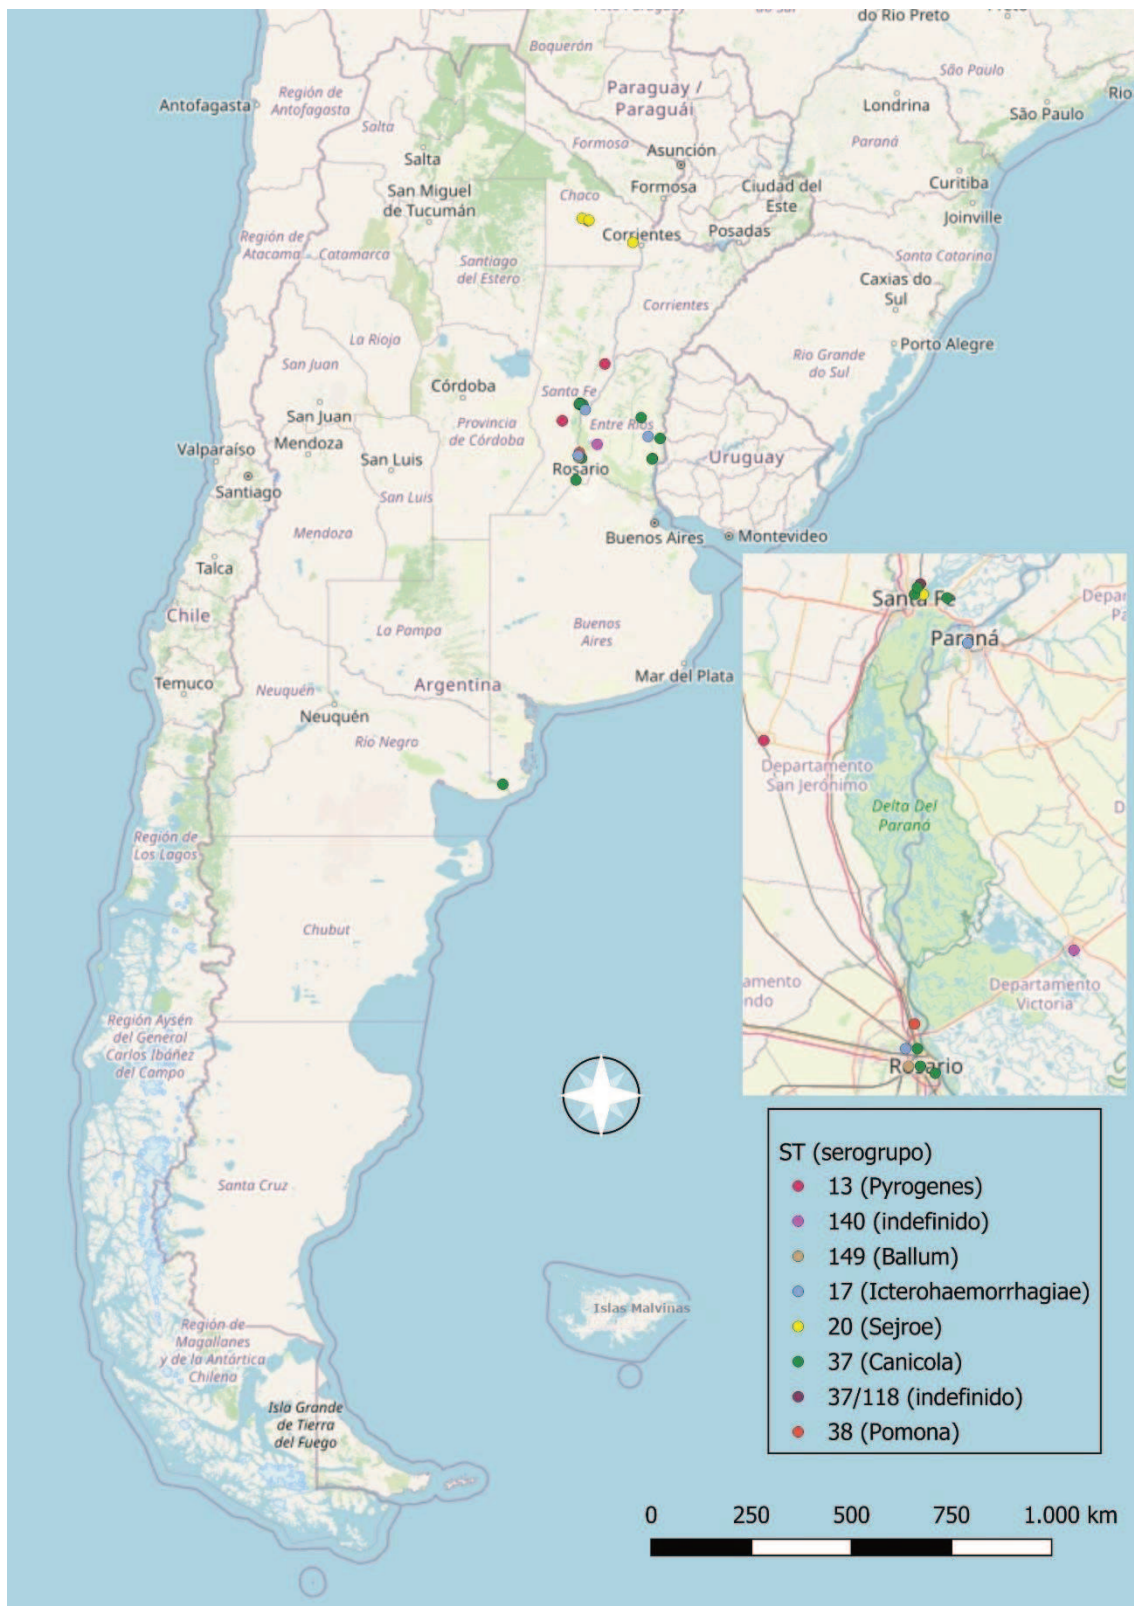 Boquerón
do Rio Preto
São Paulo
Rio
Antofagasta
Región de
Antofagasta
Paraguay /
Paraguái
Londrina
São Paulo
Salta
Formosa
Paraná
Salta
Asunción
Curitiba
San Miguel
de Tucumán
Chaco
Formosa
Ciudad del
Este
Joinville
Región de
Atacama
Catamarca
Corrientes
Posadas
Santa Catarina
Santiago
del Estero
Caxias do
Sul
Corrientes
La Rioja
Porto Alegre
San Juan
Rio Grande
do Sul
Córdoba
Santa Fe
San Juan
Provincia
de Córdoba
Entre Ríos
Valparaíso
Mendoza
San Luis
Rosario
Uruguay
Santiago
San Luis
Mendoza
Buenos Aires
Montevideo
Talca
Chile
La Pampa
Buenos
Aires
Temuco
Neuquén
Argentina
Mar del Plata
Neuquén
Río Negro
Región de
Los Lagos
Chubut
Región Aysén
del General
Carlos Ibáñez
del Campo
Santa Cruz
Islas Malvinas
Región de
Magallanes
y de la Antártica
Chilena
Isla Grande
de Tierra
del Fuego
Santa Fe
Paraná
Departamento
San Jerónimo
Delta Del
Paraná
Departamento
Victoria
Rosario
ST (serogrupo)
13 (Pyrogenes)
140 (indefinido)
149 (Ballum)
17 (Icterohaemorrhagiae)
20 (Sejroe)
37 (Canicola)
37/118 (indefinido)
38 (Pomona)
0 250 500 750 1.000 km